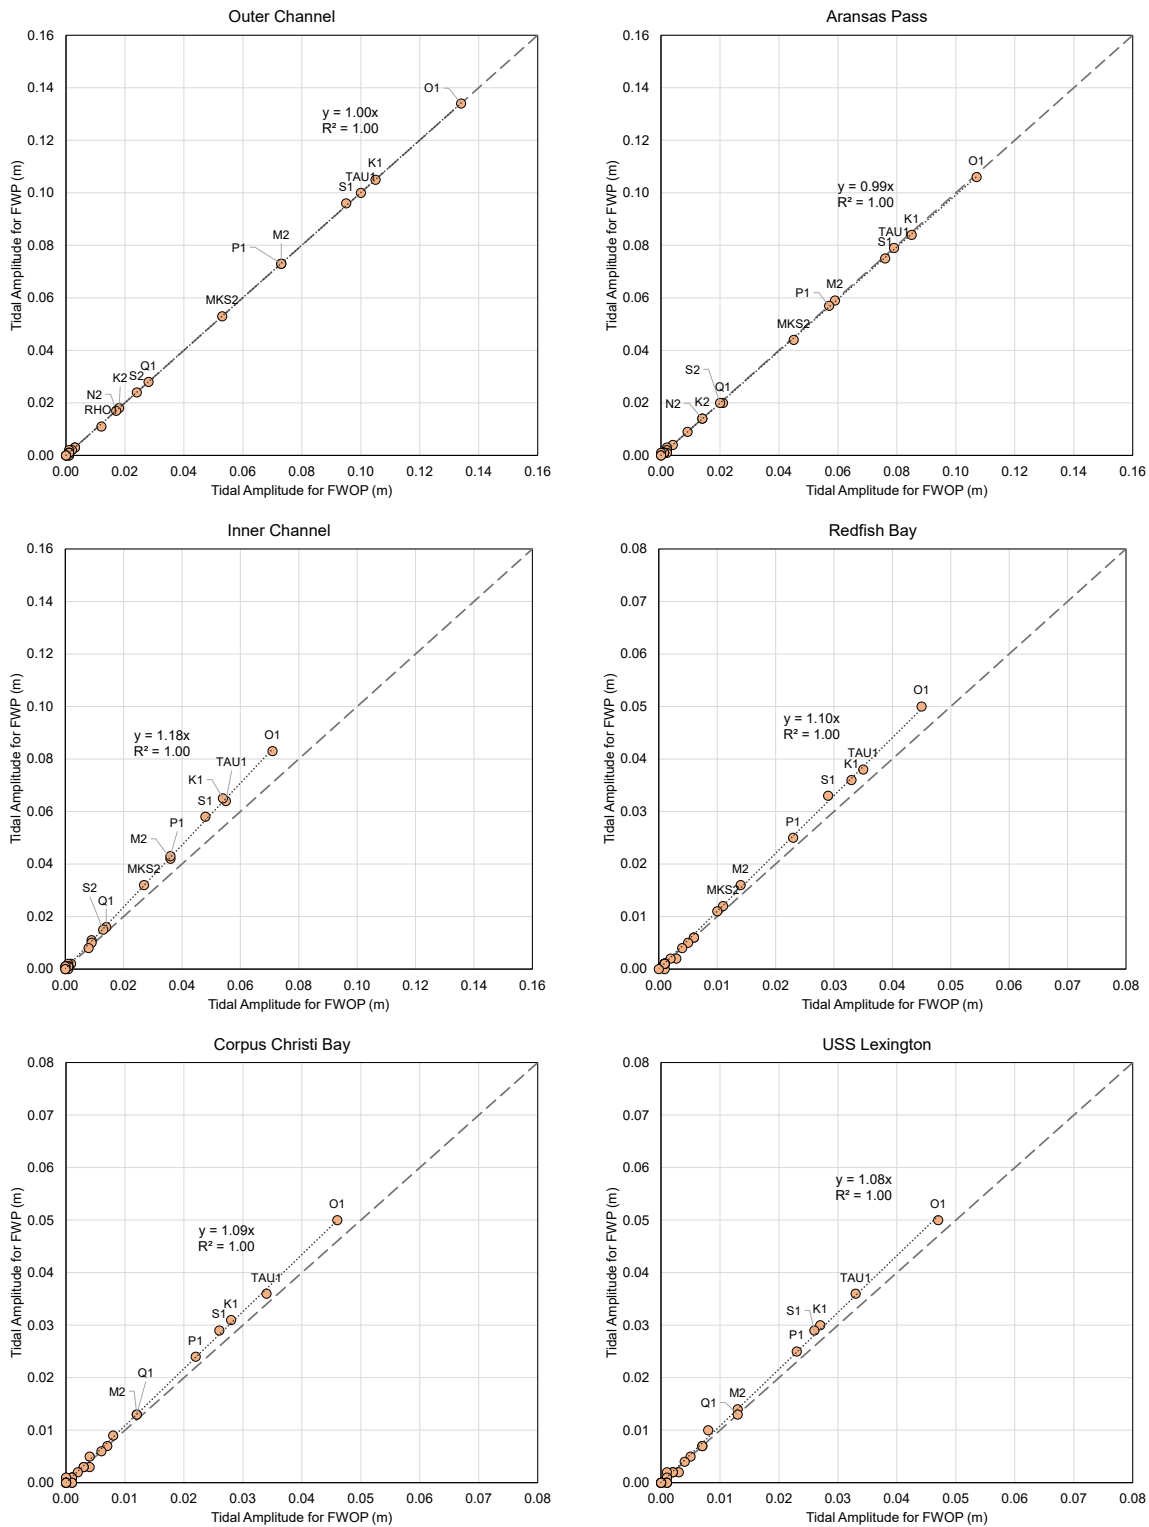 Outer Channel
0.16
0.14
0.12
0.10
0.08
0.06
0.04
0.02
0.00
Tidal Amplitude for FWP (m)
O1
y = 1.00x
R² = 1.00
K1
TAU1
S1
M2
P1
MKS2
Q1
S2
K2
N2
RHO1
0.00 0.02 0.04 0.06 0.08 0.10 0.12 0.14 0.16
Tidal Amplitude for FWOP (m)
Aransas Pass
0.16
0.14
0.12
0.10
0.08
0.06
0.04
0.02
0.00
Tidal Amplitude for FWP (m)
O1
y = 0.99x
R² = 1.00
K1
TAU1
S1
M2
P1
MKS2
S2
Q1
K2
N2
0.00 0.02 0.04 0.06 0.08 0.10 0.12 0.14 0.16
Tidal Amplitude for FWOP (m)
Inner Channel
0.16
0.14
0.12
0.10
0.08
0.06
0.04
0.02
0.00
Tidal Amplitude for FWP (m)
y = 1.18x
R² = 1.00
O1
TAU1
K1
S1
P1
M2
MKS2
S2
Q1
0.00 0.02 0.04 0.06 0.08 0.10 0.12 0.14 0.16
Tidal Amplitude for FWOP (m)
Redfish Bay
0.08
0.07
0.06
0.05
0.04
0.03
0.02
0.01
0.00
Tidal Amplitude for FWP (m)
O1
y = 1.10x
R² = 1.00
TAU1
K1
S1
P1
M2
MKS2
0.00 0.01 0.02 0.03 0.04 0.05 0.06 0.07 0.08
Tidal Amplitude for FWOP (m)
Corpus Christi Bay
0.08
0.07
0.06
0.05
0.04
0.03
0.02
0.01
0.00
Tidal Amplitude for FWP (m)
O1
y = 1.09x
R² = 1.00
TAU1
K1
S1
P1
Q1
M2
0.00 0.01 0.02 0.03 0.04 0.05 0.06 0.07 0.08
Tidal Amplitude for FWOP (m)
USS Lexington
0.08
0.07
0.06
0.05
0.04
0.03
0.02
0.01
0.00
Tidal Amplitude for FWP (m)
y = 1.08x
R² = 1.00
O1
TAU1
S1
K1
P1
M2
Q1
0.00 0.01 0.02 0.03 0.04 0.05 0.06 0.07 0.08
Tidal Amplitude for FWOP (m)